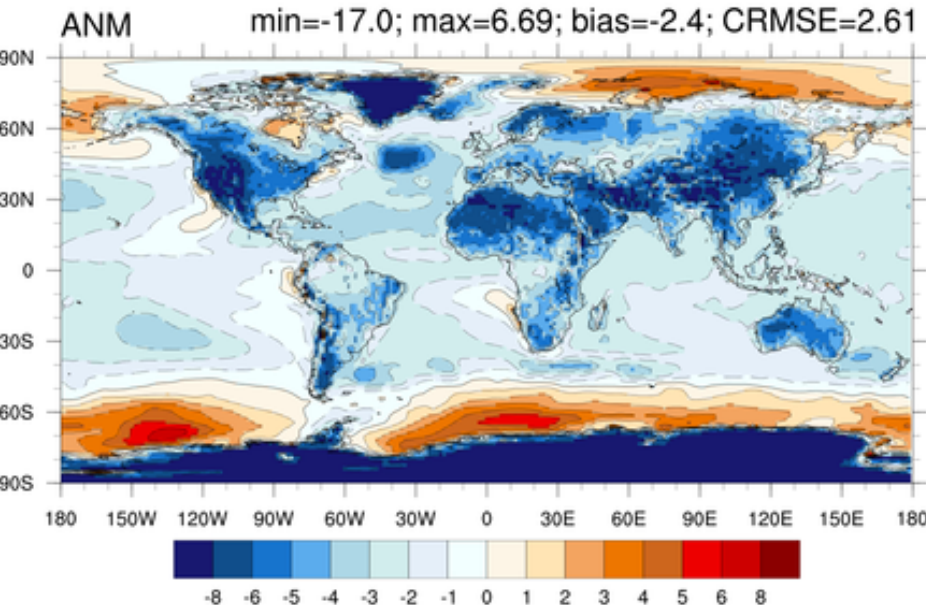 ANM min=-17.0; max=6.69; bias=-2.4; CRMSE=2.61
90N
60N
30N
0
30S
60S
90S
180 150W 120W 90W 60W 30W 0 30E 60E 90E 120E 150E 180
-8 -6 -5 -4 -3 -2 -1 0 1 2 3 4 5 6 8